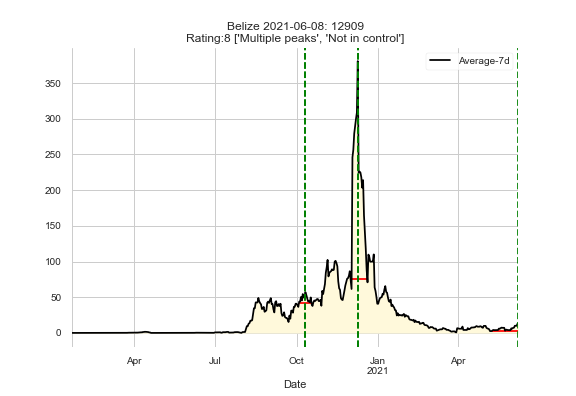 Belize 2021-06-08: 12909
Rating:8 ['Multiple peaks', 'Not in control']
Average-7d
350
300
250
200
150
100
50
0
Apr
Jul
Oct
Jan
2021
Apr
Date